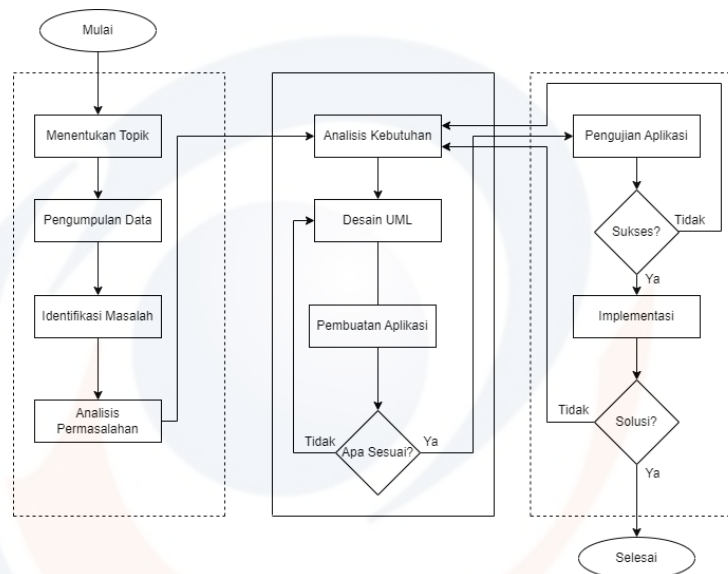 Mulai
Menentukan Topik
Pengumpulan Data
Identifikasi Masalah
Analisis
Permasalahan
Analisis Kebutuhan
Desain UML
Pembuatan Aplikasi
Tidak
Apa Sesuai?
Ya
Pengujian Aplikasi
Sukses?
Tidak
Ya
Implementasi
Tidak
Solusi?
Ya
Selesai